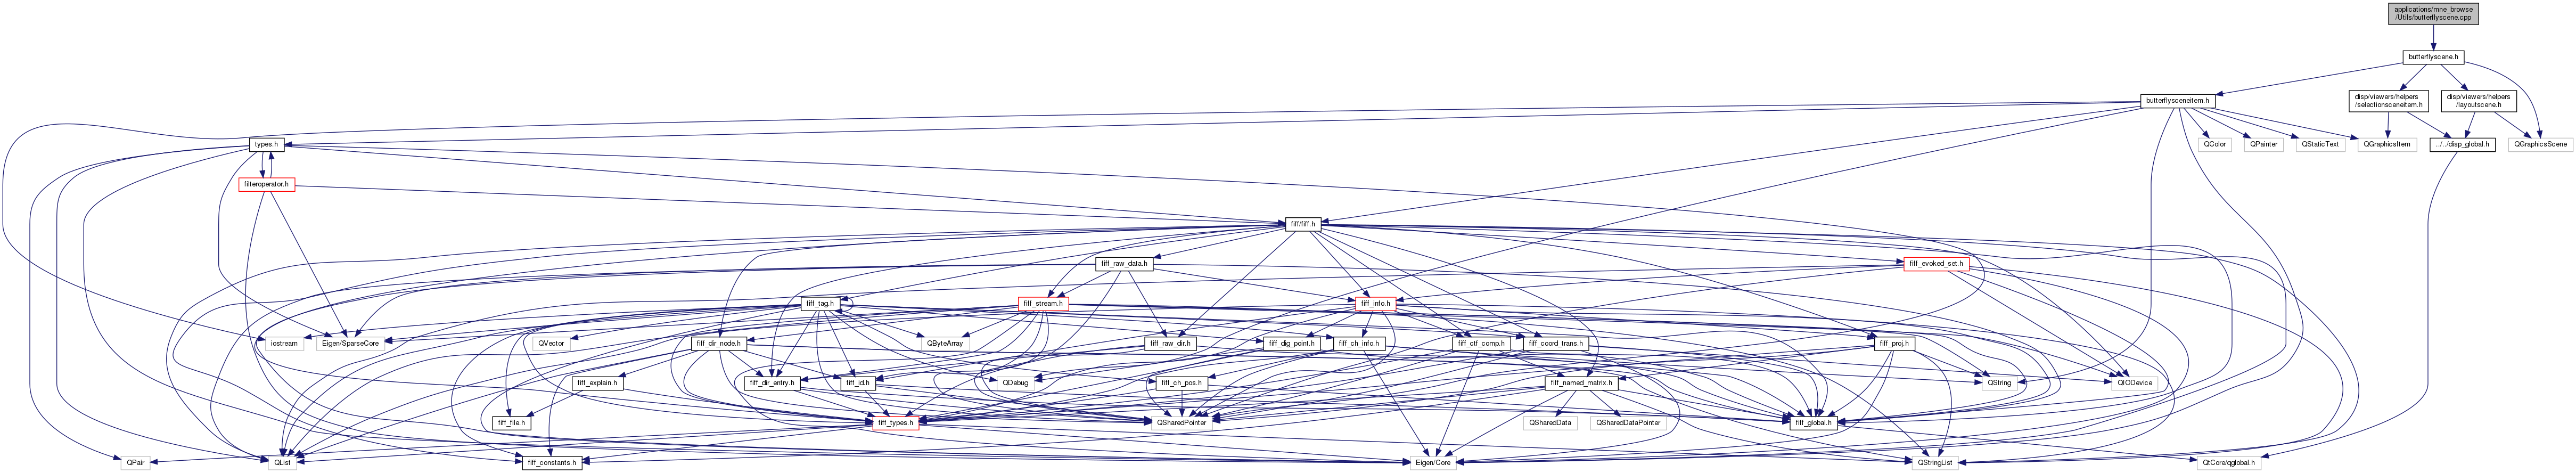 applications/mne_browse
/Utils/butterflyscene.cpp
butterflyscene.h
butterflysceneitem.h
disp/viewers/helpers
/selectionsceneitem.h
disp/viewers/helpers
/layoutscene.h
types.h
QColor
QPainter
QStaticText
QGraphicsItem
../../disp_global.h
QGraphicsScene
filteroperator.h
fiff/fiff.h
fiff_raw_data.h
fiff_evoked_set.h
fiff_tag.h
fiff_stream.h
fiff_info.h
iostream
Eigen/SparseCore
QVector
fiff_dir_node.h
QByteArray
fiff_raw_dir.h
fiff_dig_point.h
fiff_ch_info.h
fiff_ctf_comp.h
fiff_coord_trans.h
fiff_proj.h
fiff_explain.h
fiff_dir_entry.h
fiff_id.h
QDebug
fiff_ch_pos.h
fiff_named_matrix.h
QString
QIODevice
fiff_file.h
fiff_types.h
QSharedPointer
QSharedData
QSharedDataPointer
fiff_global.h
QPair
QList
fiff_constants.h
Eigen/Core
QStringList
QtCore/qglobal.h